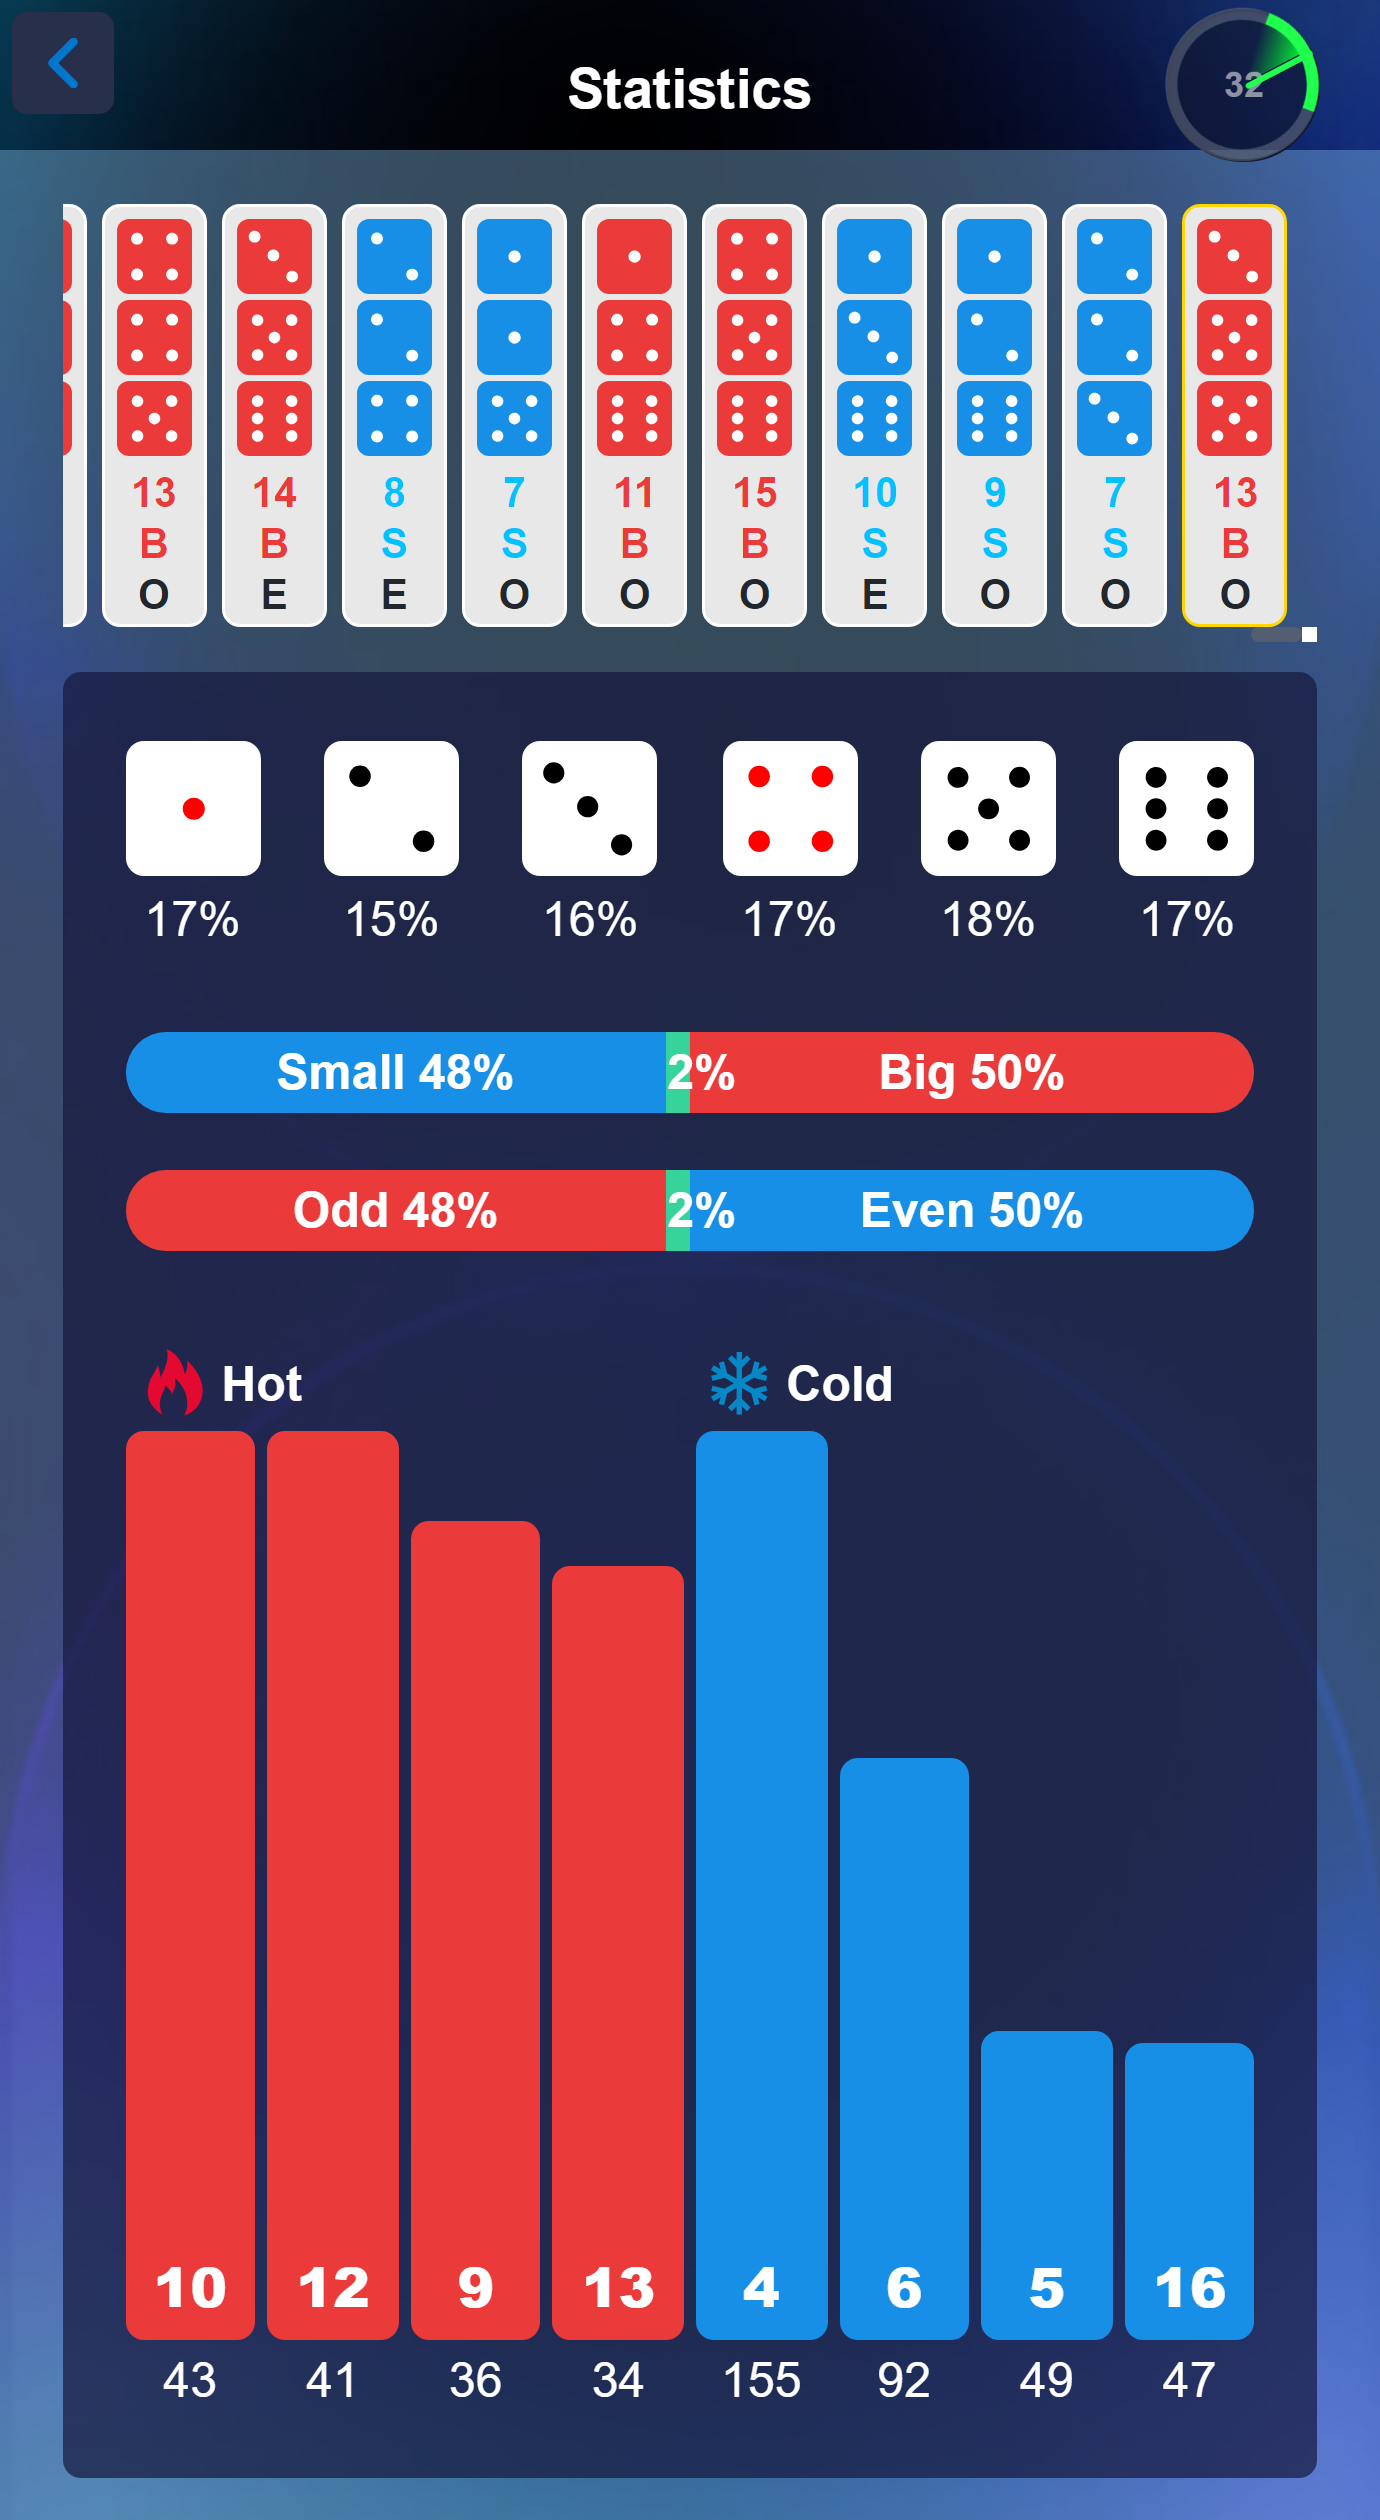 Statistics
32
13 14 8 7 11 15 10 9 7 13
B B S S B B S S S B
O E E O O O E O O O
17% 15% 16% 17% 18% 17%
Small 48% 2% Big 50%
Odd 48% 2% Even 50%
Hot Cold
10 12 9 13 4 6 5 16
43 41 36 34 155 92 49 47